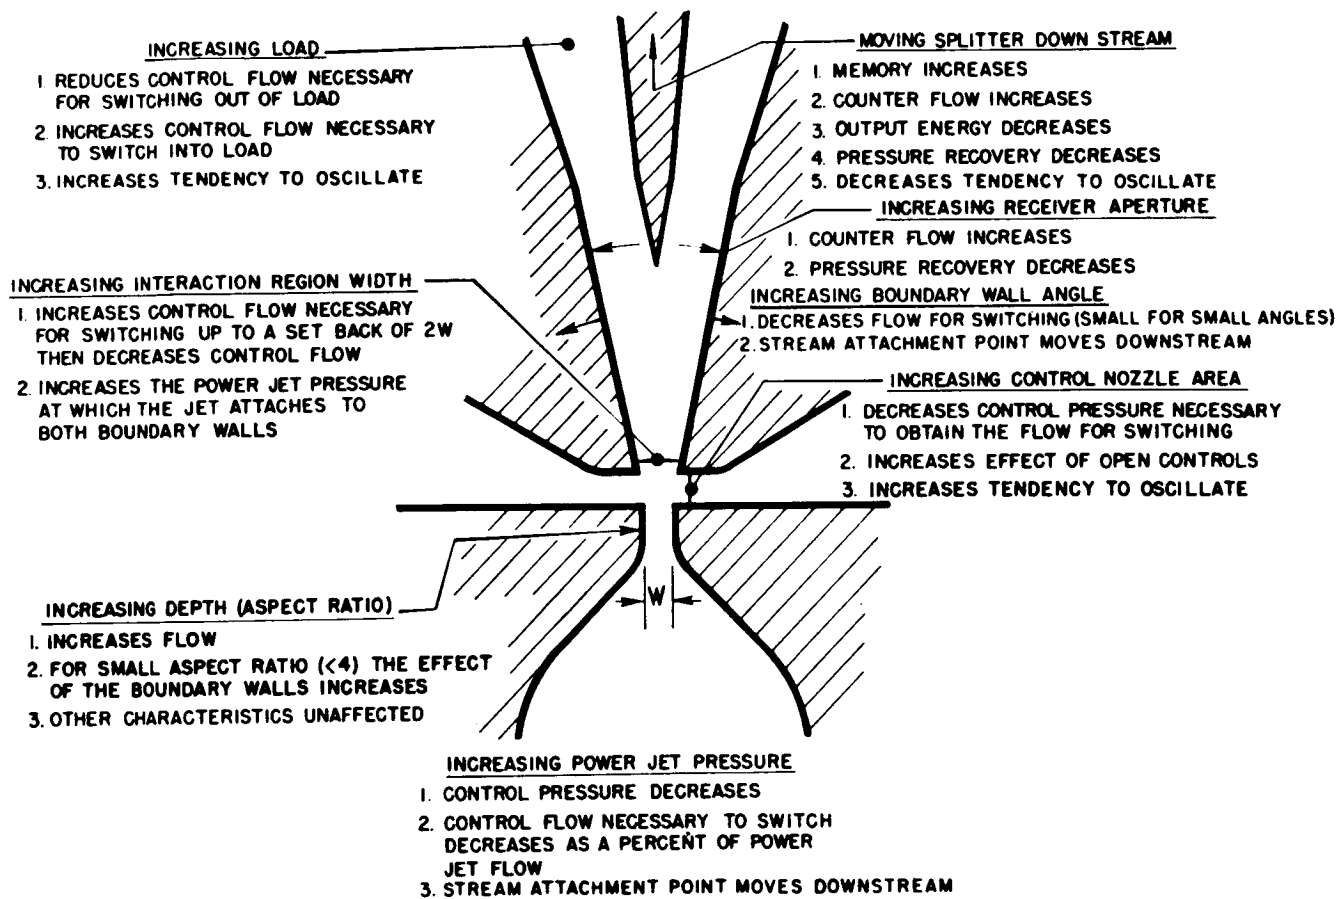 INCREASING LOAD
1. REDUCES CONTROL FLOW NECESSARY
FOR SWITCHING OUT OF LOAD
2. INCREASES CONTROL FLOW NECESSARY
TO SWITCH INTO LOAD
3. INCREASES TENDENCY TO OSCILLATE
MOVING SPLITTER DOWN STREAM
1. MEMORY INCREASES
2. COUNTER FLOW INCREASES
3. OUTPUT ENERGY DECREASES
4. PRESSURE RECOVERY DECREASES
5. DECREASES TENDENCY TO OSCILLATE
INCREASING RECEIVER APERTURE
1. COUNTER FLOW INCREASES
2. PRESSURE RECOVERY DECREASES
INCREASING INTERACTION REGION WIDTH
1. INCREASES CONTROL FLOW NECESSARY
FOR SWITCHING UP TO A SET BACK OF 2W
THEN DECREASES CONTROL FLOW
2. INCREASES THE POWER JET PRESSURE
AT WHICH THE JET ATTACHES TO
BOTH BOUNDARY WALLS
INCREASING BOUNDARY WALL ANGLE
1. DECREASES FLOW FOR SWITCHING (SMALL FOR SMALL ANGLES)
2. STREAM ATTACHMENT POINT MOVES DOWNSTREAM
INCREASING CONTROL NOZZLE AREA
1. DECREASES CONTROL PRESSURE NECESSARY
TO OBTAIN THE FLOW FOR SWITCHING
2. INCREASES EFFECT OF OPEN CONTROLS
3. INCREASES TENDENCY TO OSCILLATE
W
INCREASING DEPTH (ASPECT RATIO)
1. INCREASES FLOW
2. FOR SMALL ASPECT RATIO (<4) THE EFFECT
OF THE BOUNDARY WALLS INCREASES
3. OTHER CHARACTERISTICS UNAFFECTED
INCREASING POWER JET PRESSURE
1. CONTROL PRESSURE DECREASES
2. CONTROL FLOW NECESSARY TO SWITCH
DECREASES AS A PERCENT OF POWER
JET FLOW
3. STREAM ATTACHMENT POINT MOVES DOWNSTREAM